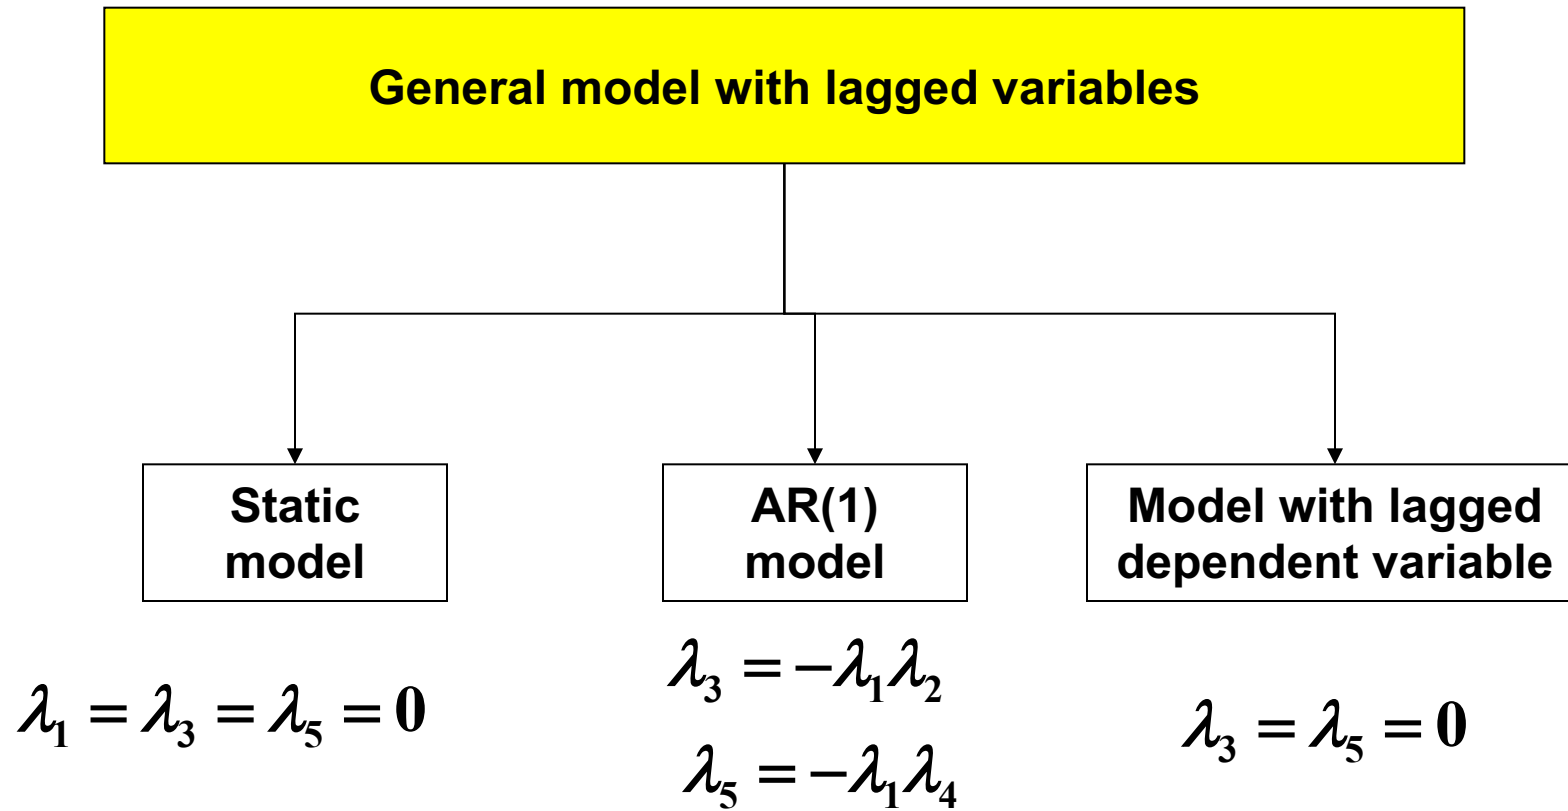 General model with lagged variables
Static
model
AR(1)
model
Model with lagged
dependent variable
λ₁ = λ₃ = λ₅ = 0
λ₃ = −λ₁λ₂
λ₅ = −λ₁λ₄
λ₃ = λ₅ = 0